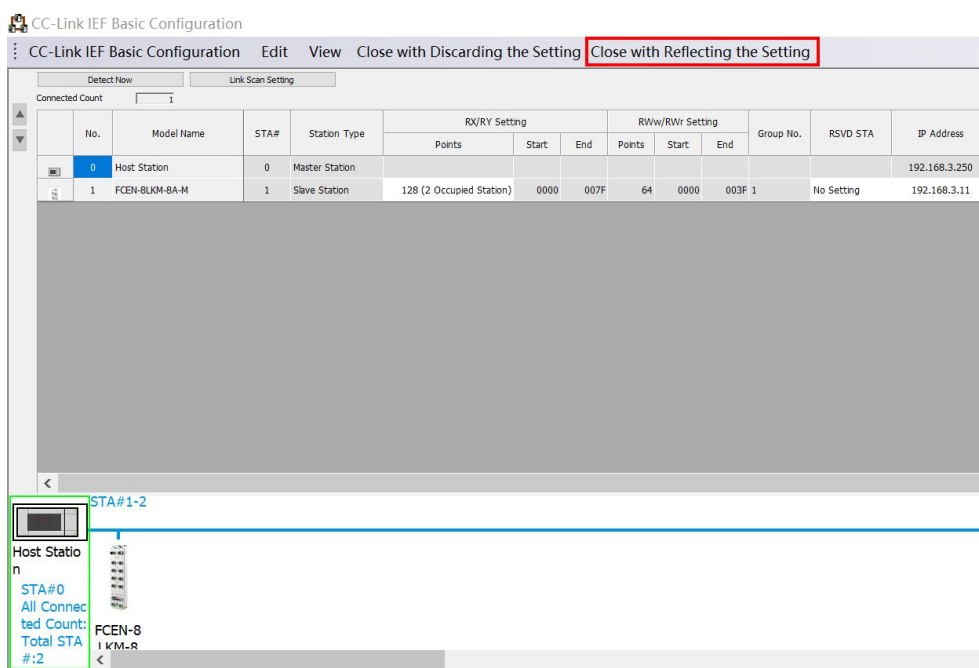 CC-Link IEF Basic Configuration
CC-Link IEF Basic Configuration Edit View Close with Discarding the Setting Close with Reflecting the Setting
Detect Now Link Scan Setting
Connected Count 1
No. Model Name STA# Station Type RX/RY Setting RWw/RWr Setting Group No. RSVD STA IP Address
Points Start End Points Start End
0 Host Station 0 Master Station 192.168.3.250
1 FCEN-8LKM-8A-M 1 Slave Station 128 (2 Occupied Station) 0000 007F 64 0000 003F 1 No Setting 192.168.3.11
STA#1-2
Host Statio
n
STA#0
All Connec
ted Count:
Total STA
#:2
FCEN-8
LKM-8